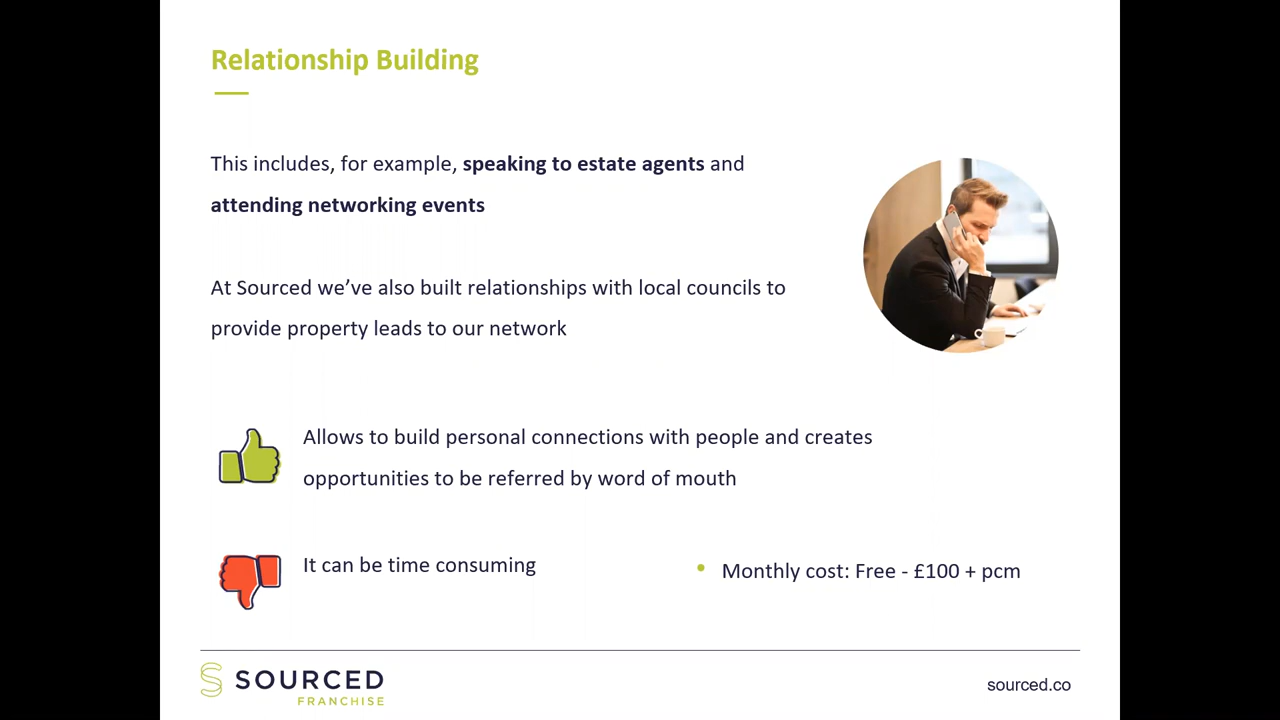 Relationship Building
This includes, for example, speaking to estate agents and
attending networking events
At Sourced we’ve also built relationships with local councils to
provide property leads to our network
Allows to build personal connections with people and creates
opportunities to be referred by word of mouth
It can be time consuming
Monthly cost: Free - £100 + pcm
SOURCED
FRANCHISE
sourced.co